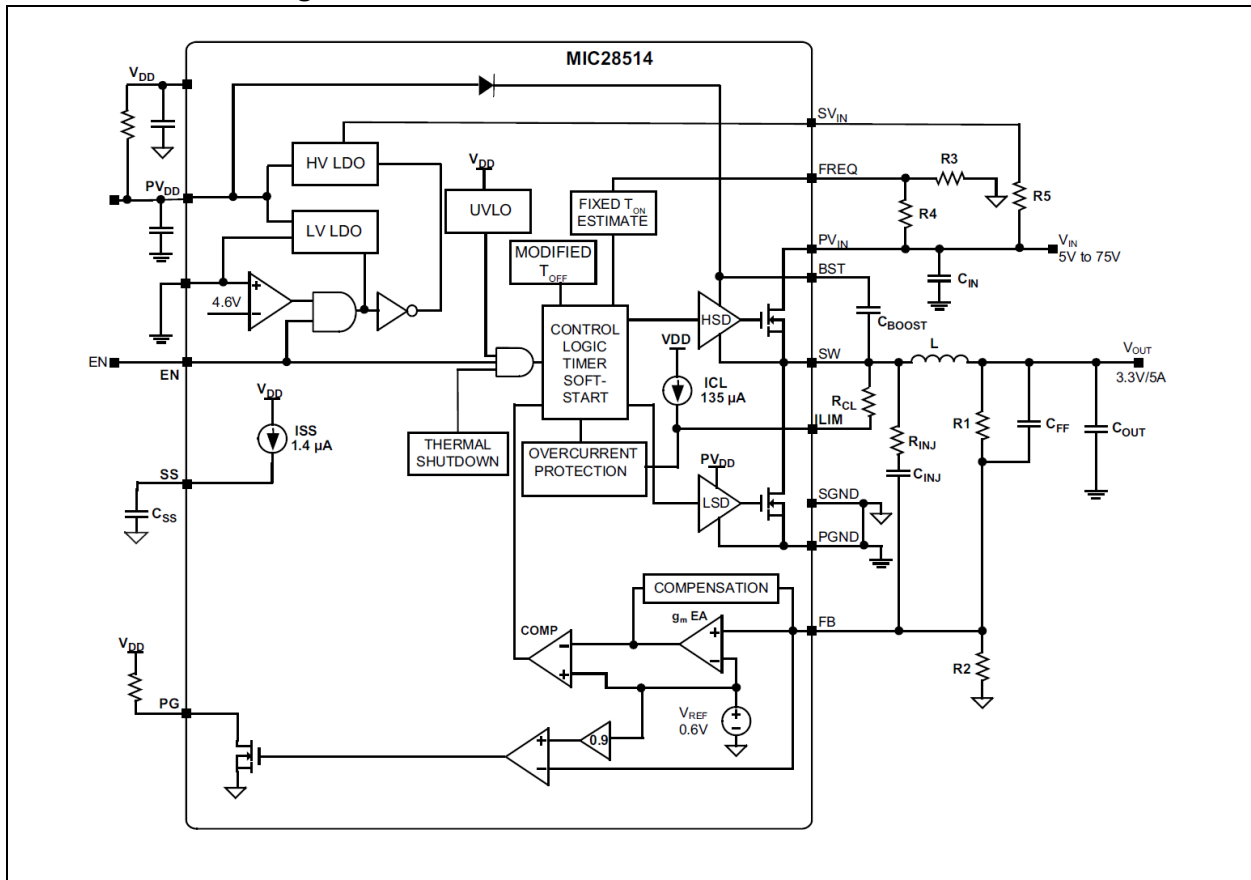 MIC28514
VDD
SVIN
HV LDO
VDD
FREQ
R3
PVDD
UVLO
FIXED TON
ESTIMATE
R5
R4
LV LDO
MODIFIED
TOFF
PVIN
VIN
5V to 75V
BST
4.6V
+
−
CIN
HSD
CBOOST
CONTROL
LOGIC
TIMER
SOFT-
START
VDD
SW
L
VOUT
3.3V/5A
EN
EN
ICL
135 µA
RCL
VDD
ILIM
R1
CFF
COUT
ISS
1.4 µA
THERMAL
SHUTDOWN
OVERCURRENT
PROTECTION
RINJ
PVDD
CINJ
SS
LSD
SGND
CSS
PGND
COMPENSATION
gm EA
COMP
FB
−
+
+
−
VDD
R2
PG
VREF
0.6V
+
−
0.9
+
−